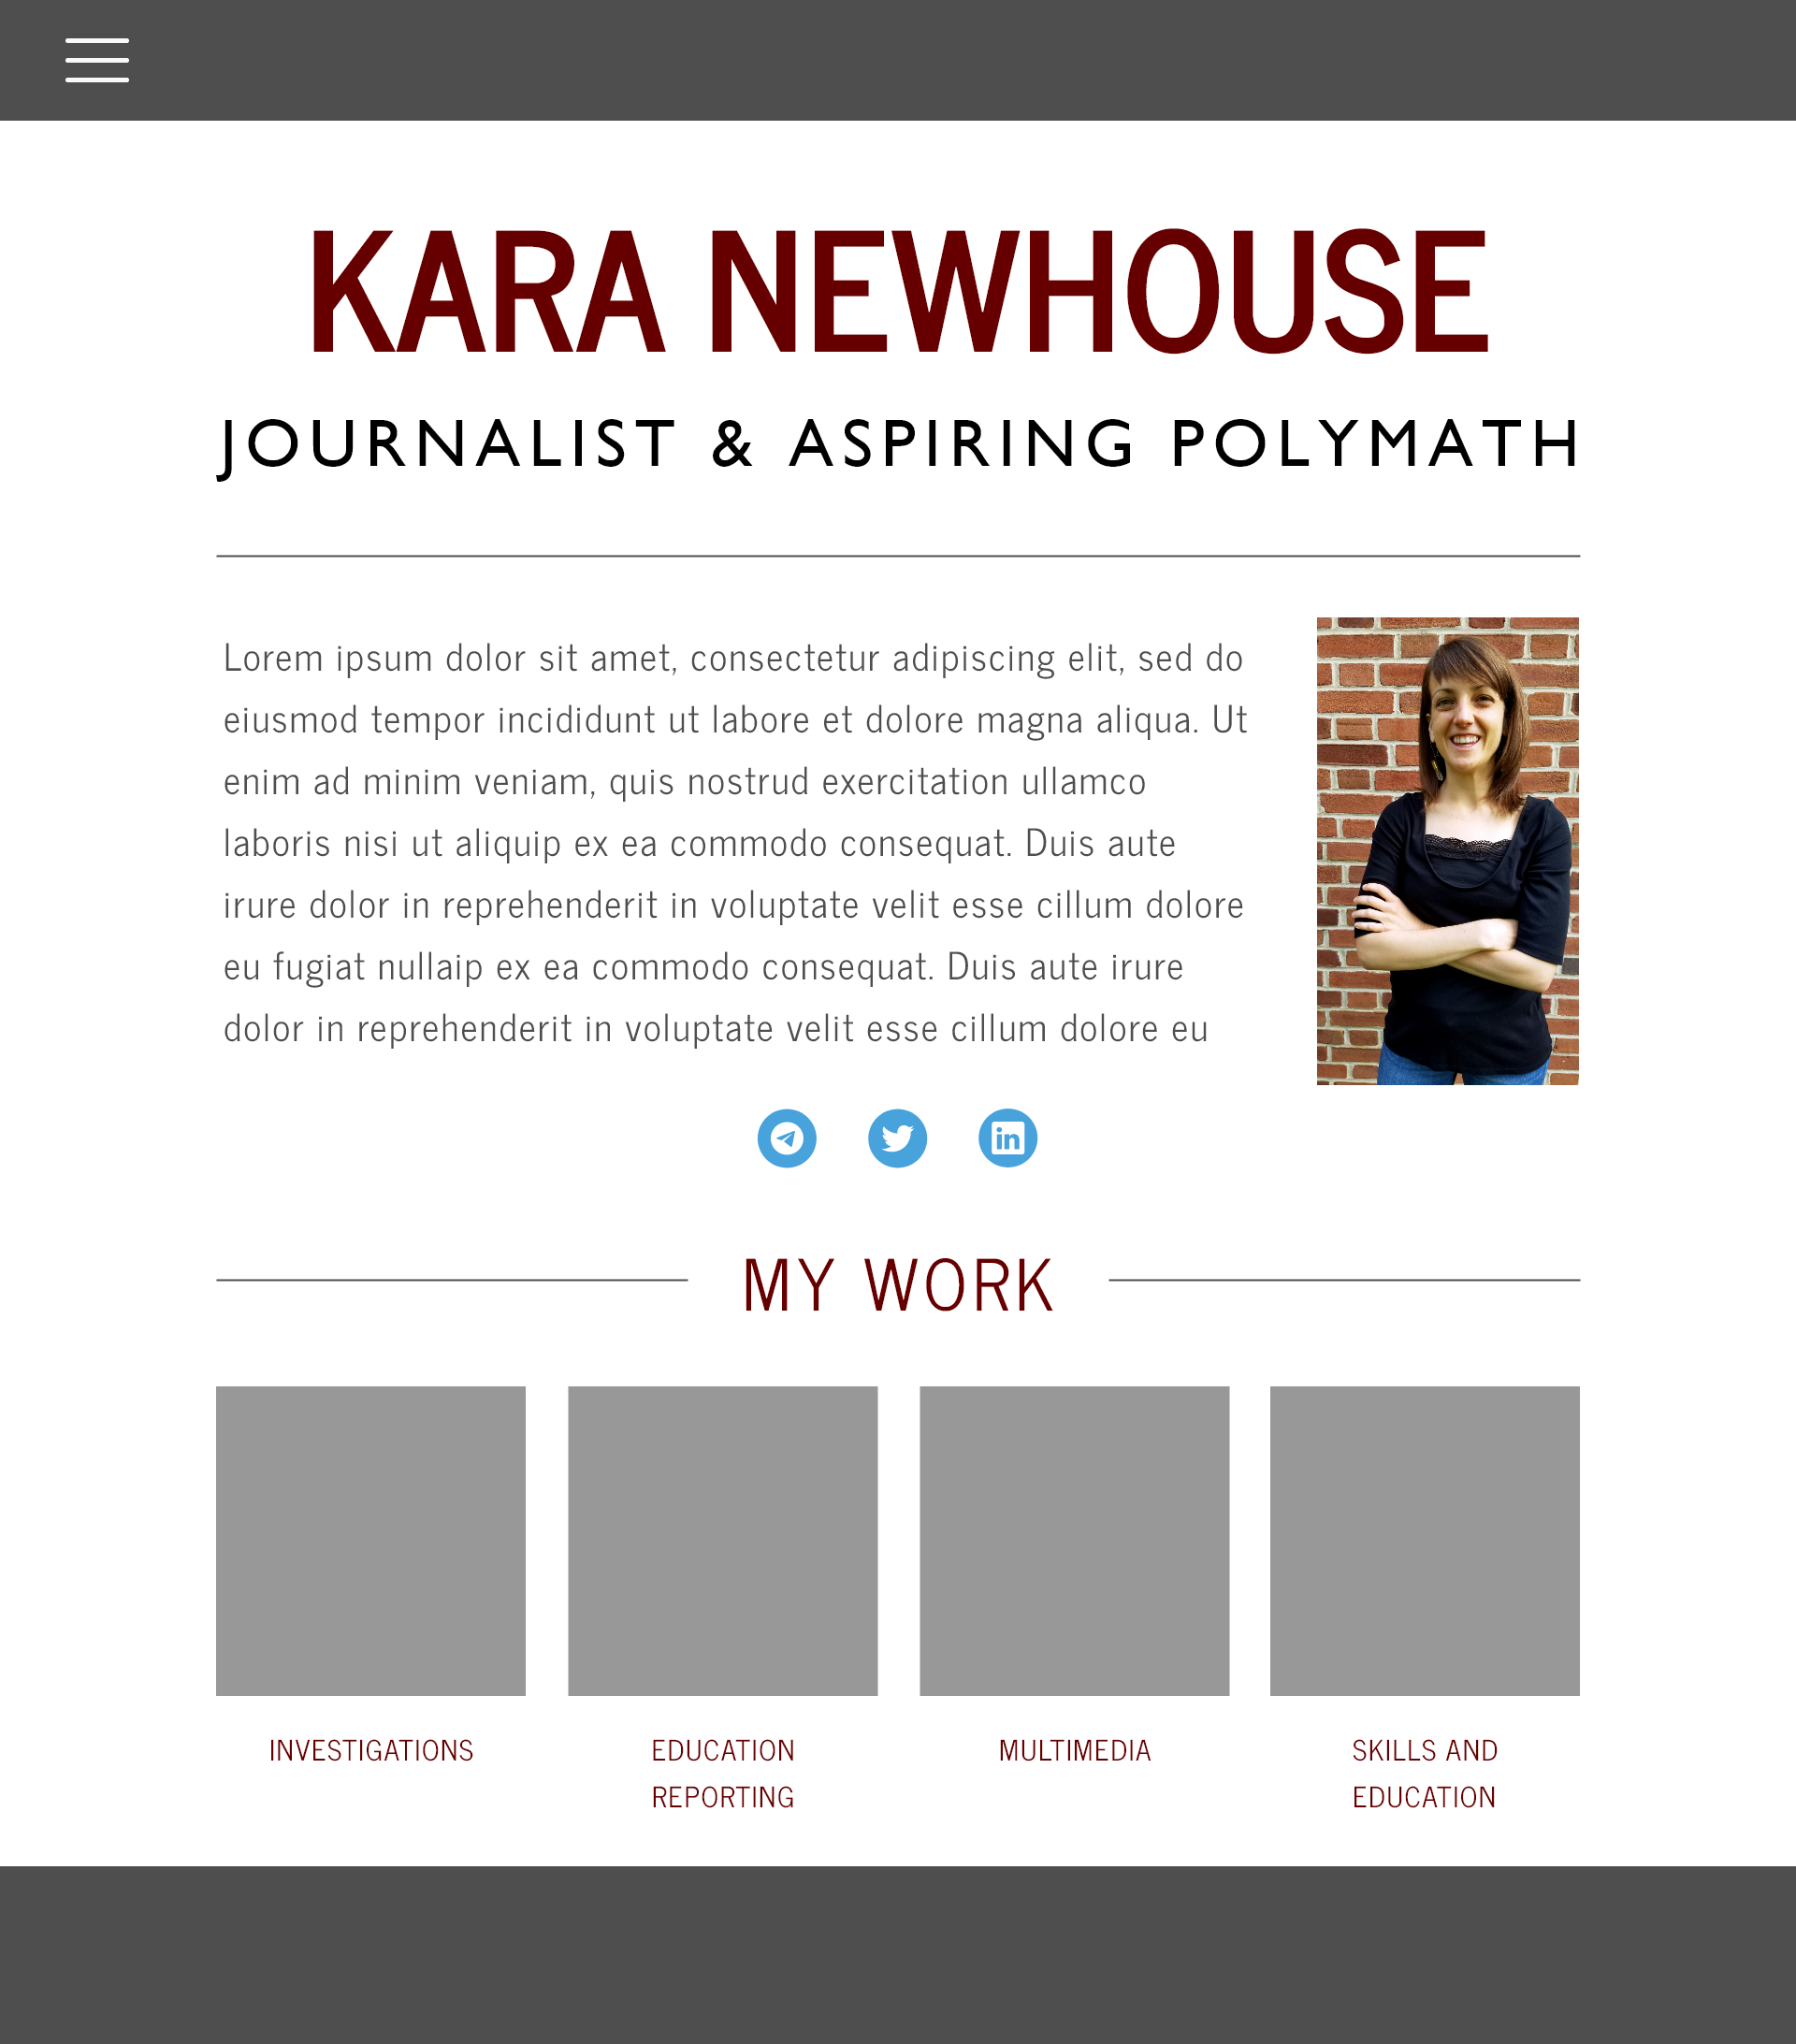 KARA NEWHOUSE
JOURNALIST & ASPIRING POLYMATH
Lorem ipsum dolor sit amet, consectetur adipiscing elit, sed do
eiusmod tempor incididunt ut labore et dolore magna aliqua. Ut
enim ad minim veniam, quis nostrud exercitation ullamco
laboris nisi ut aliquip ex ea commodo consequat. Duis aute
irure dolor in reprehenderit in voluptate velit esse cillum dolore
eu fugiat nullaip ex ea commodo consequat. Duis aute irure
dolor in reprehenderit in voluptate velit esse cillum dolore eu
in
MY WORK
INVESTIGATIONS
EDUCATION
REPORTING
MULTIMEDIA
SKILLS AND
EDUCATION